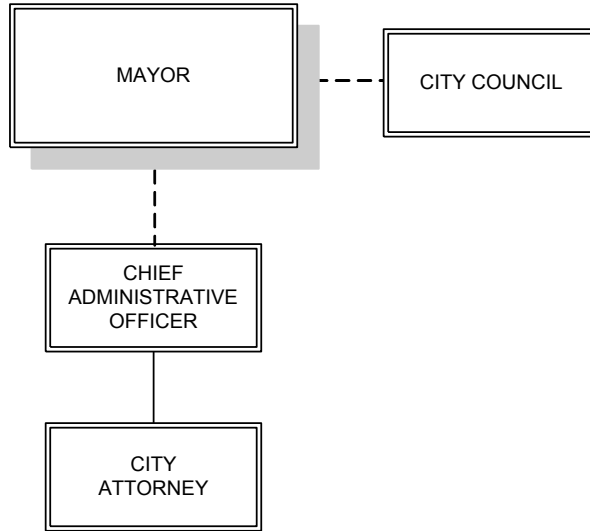 MAYOR
CITY COUNCIL
CHIEF
ADMINISTRATIVE
OFFICER
CITY
ATTORNEY